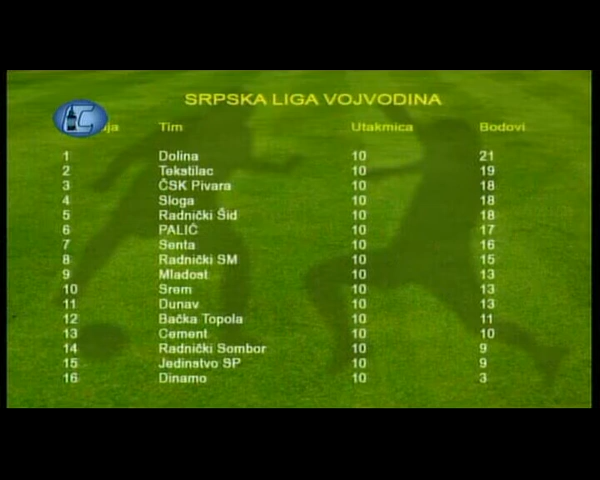 SRPSKA LIGA VOJVODINA
Tim Utakmica Bodovi
1 Dolina 10 21
2 Tekstilac 10 19
3 ČSK Pivara 10 18
4 Sloga 10 18
5 Radnički Šid 10 18
6 PALIĆ 10 17
7 Senta 10 16
8 Radnički SM 10 15
9 Mladost 10 13
10 Srem 10 13
11 Dunav 10 13
12 Bačka Topola 10 11
13 Cement 10 10
14 Radnički Sombor 10 9
15 Jedinstvo SP 10 9
16 Dinamo 10 3